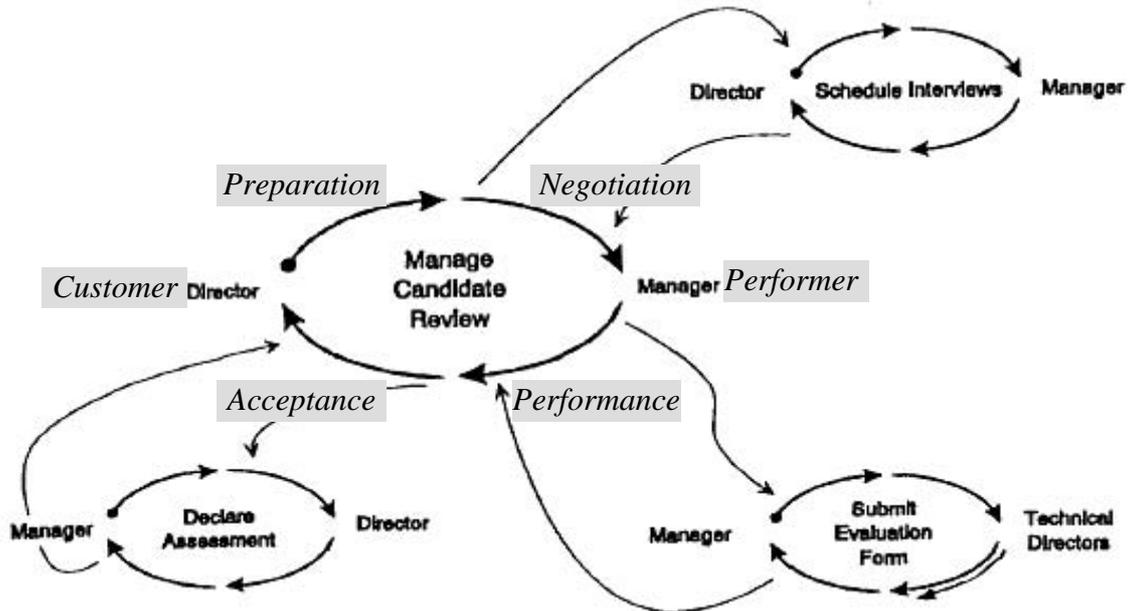 Director
Schedule Interviews
Manager
Preparation
Negotiation
Customer
Director
Manage
Candidate
Review
Manager
Performer
Acceptance
Performance
Manager
Declare
Assessment
Director
Manager
Submit
Evaluation
Form
Technical
Directors